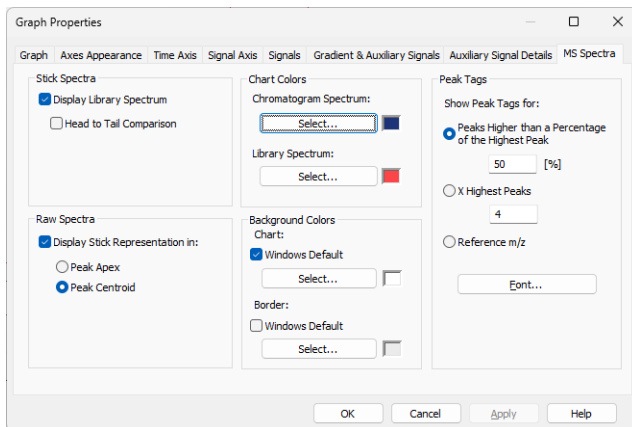 Graph Properties
Graph Axes Appearance Time Axis Signal Axis Signals Gradient & Auxiliary Signals Auxiliary Signal Details MS Spectra
Stick Spectra
Display Library Spectrum
Head to Tail Comparison
Raw Spectra
Display Stick Representation in:
Peak Apex
Peak Centroid
Chart Colors
Chromatogram Spectrum:
Select...
Library Spectrum:
Select...
Background Colors
Chart:
Windows Default
Select...
Border:
Windows Default
Select...
Peak Tags
Show Peak Tags for:
Peaks Higher than a Percentage
of the Highest Peak
50 [%]
X Highest Peaks
4
Reference m/z
Font...
OK Cancel Apply Help